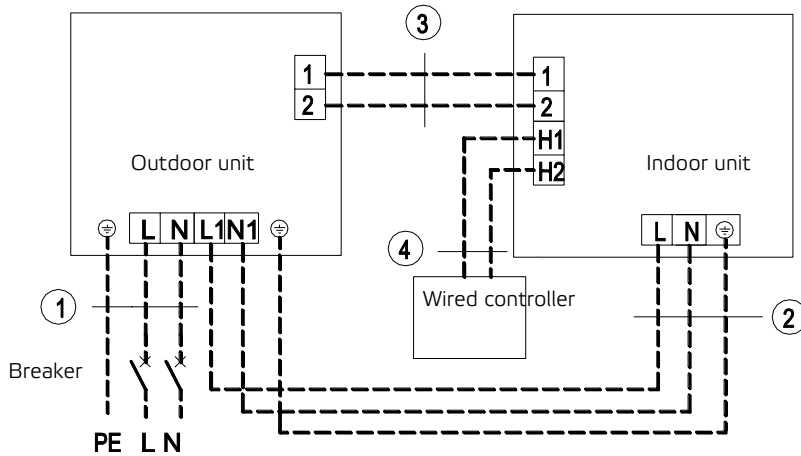 3
1
2
1
2
H1
H2
Outdoor unit
Indoor unit
L N L1 N1
L N
4
Wired controller
1
2
Breaker
PE L N